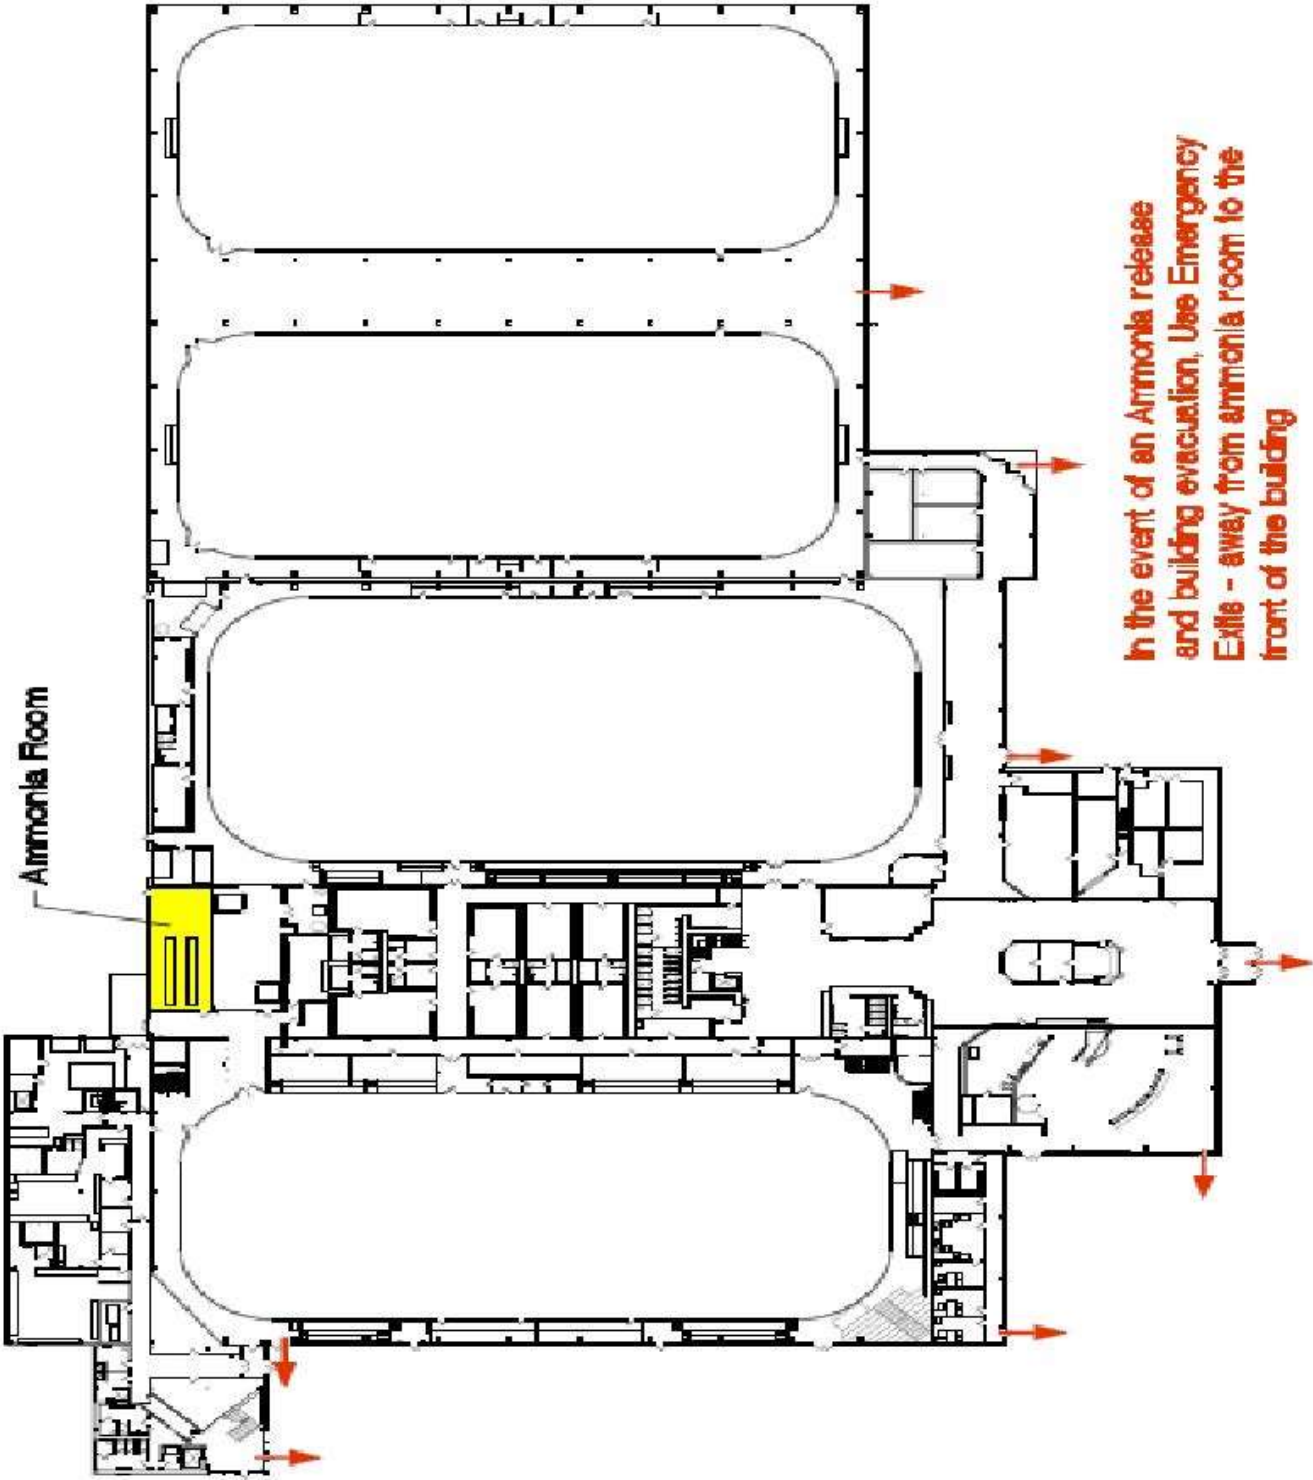 Ammonia Room
In the event of an Ammonia release
and building evacuation, Use Emergency
Exits - away from ammonia room to the
front of the building